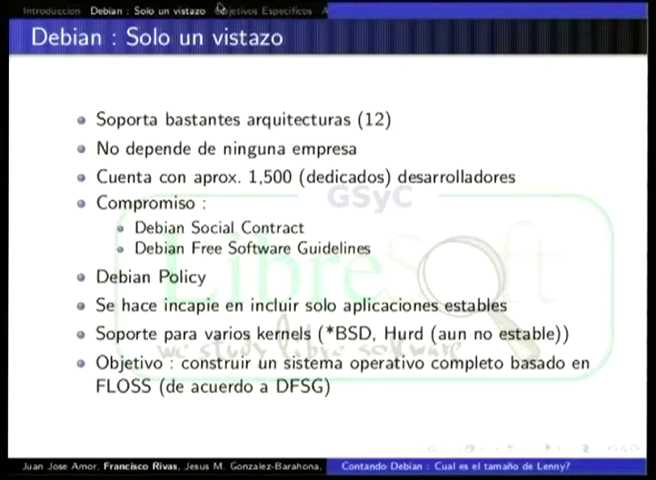 Introduccion Debian : Solo un vistazo Objetivos Especificos A
Debian : Solo un vistazo
Soporta bastantes arquitecturas (12)
No depende de ninguna empresa
Cuenta con aprox. 1,500 (dedicados) desarrolladores
Compromiso :
GSyC
Debian Social Contract
Debian Free Software Guidelines
LibreSoft
Debian Policy
Se hace incapie en incluir solo aplicaciones estables
Soporte para varios kernels (*BSD, Hurd (aun no estable))
we study libre software
Objetivo : construir un sistema operativo completo basado en
FLOSS (de acuerdo a DFSG)
Juan Jose Amor, Francisco Rivas, Jesus M. Gonzalez-Barahona, Contando Debian : Cual es el tamaño de Lenny?